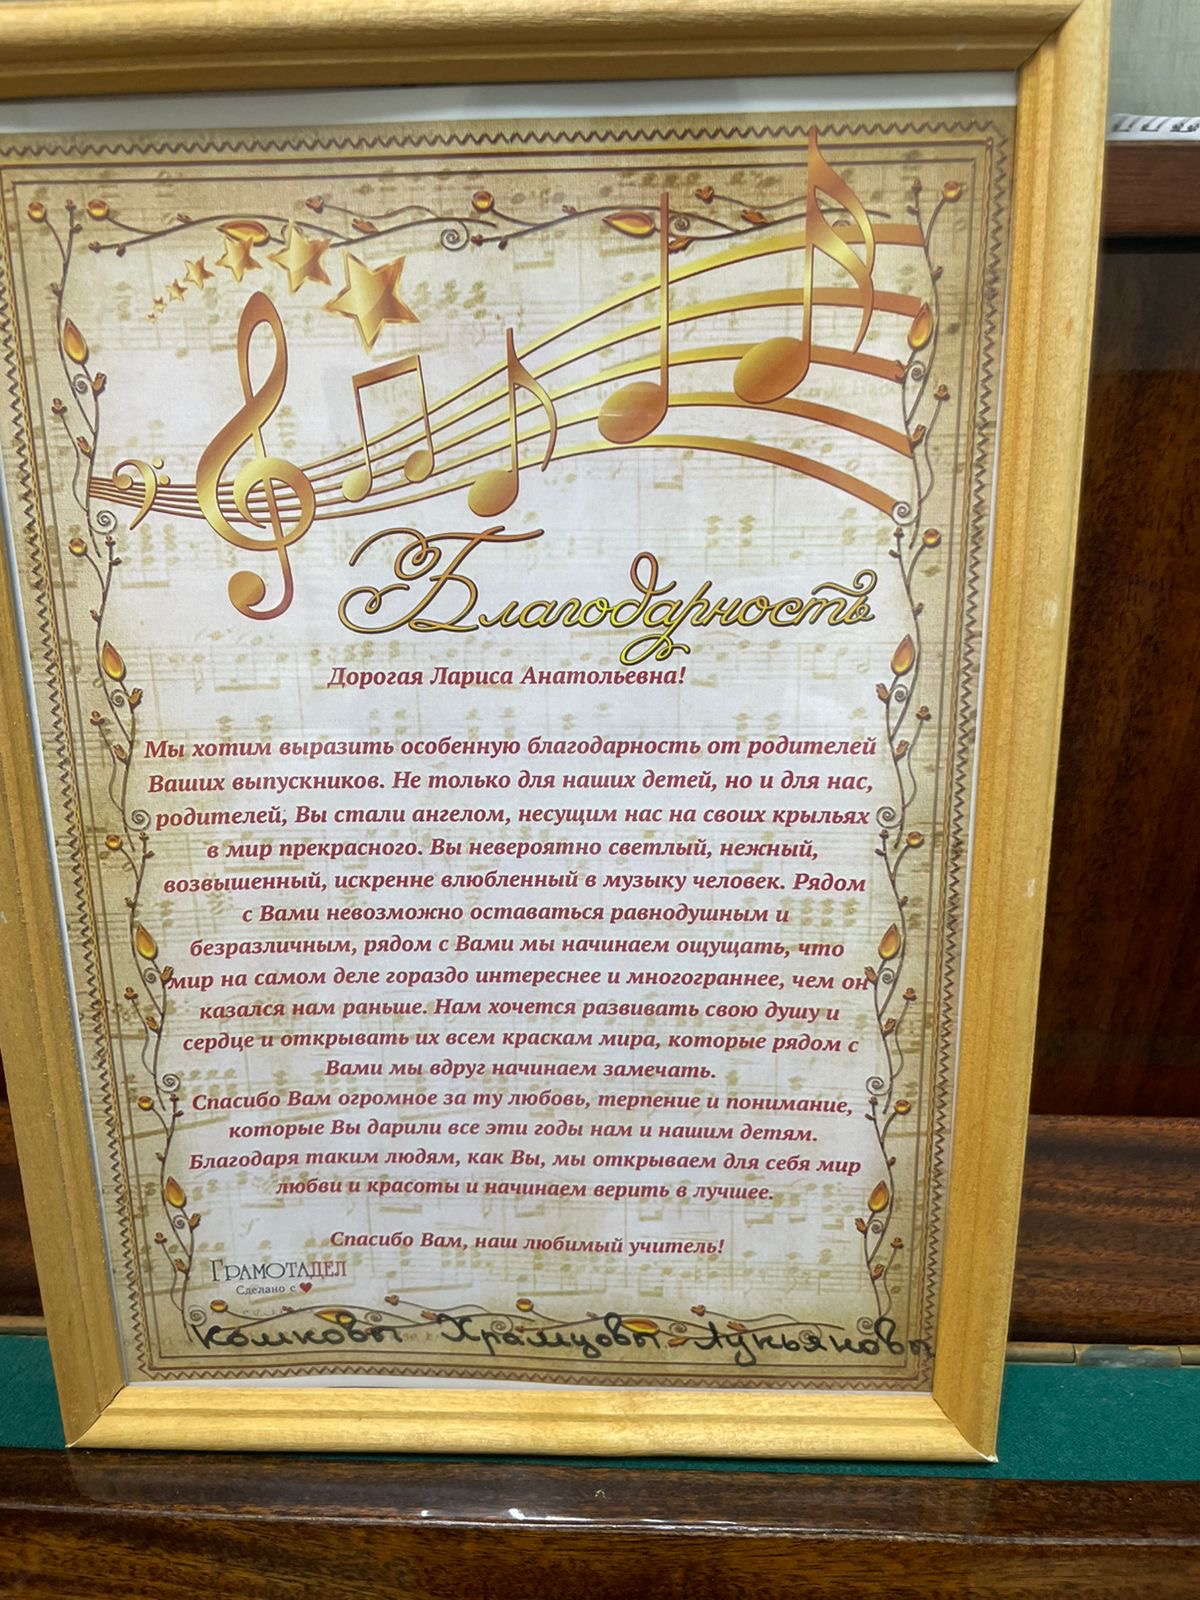 Благодарность
Дорогая Лариса Анатольевна!
Мы хотим выразить особенную благодарность от родителей
Ваших выпускников. Не только для наших детей, но и для нас,
родителей, Вы стали ангелом, несущим нас на своих крыльях
в мир прекрасного. Вы невероятно светлый, нежный,
возвышенный, искренне влюбленный в музыку человек. Рядом
с Вами невозможно оставаться равнодушным и
безразличным, рядом с Вами мы начинаем ощущать, что
мир на самом деле гораздо интереснее и многограннее, чем он
казался нам раньше. Нам хочется развивать свою душу и
сердце и открывать их всем краскам мира, которые рядом с
Вами мы вдруг начинаем замечать.
Спасибо Вам огромное за ту любовь, терпение и понимание,
которые Вы дарили все эти годы нам и нашим детям.
Благодаря таким людям, как Вы, мы открываем для себя мир
любви и красоты и начинаем верить в лучшее.
Спасибо Вам, наш любимый учитель!
ГРАМОТАДЕЛ
Сделано с
Комковы Храмцовы Лукьяновы